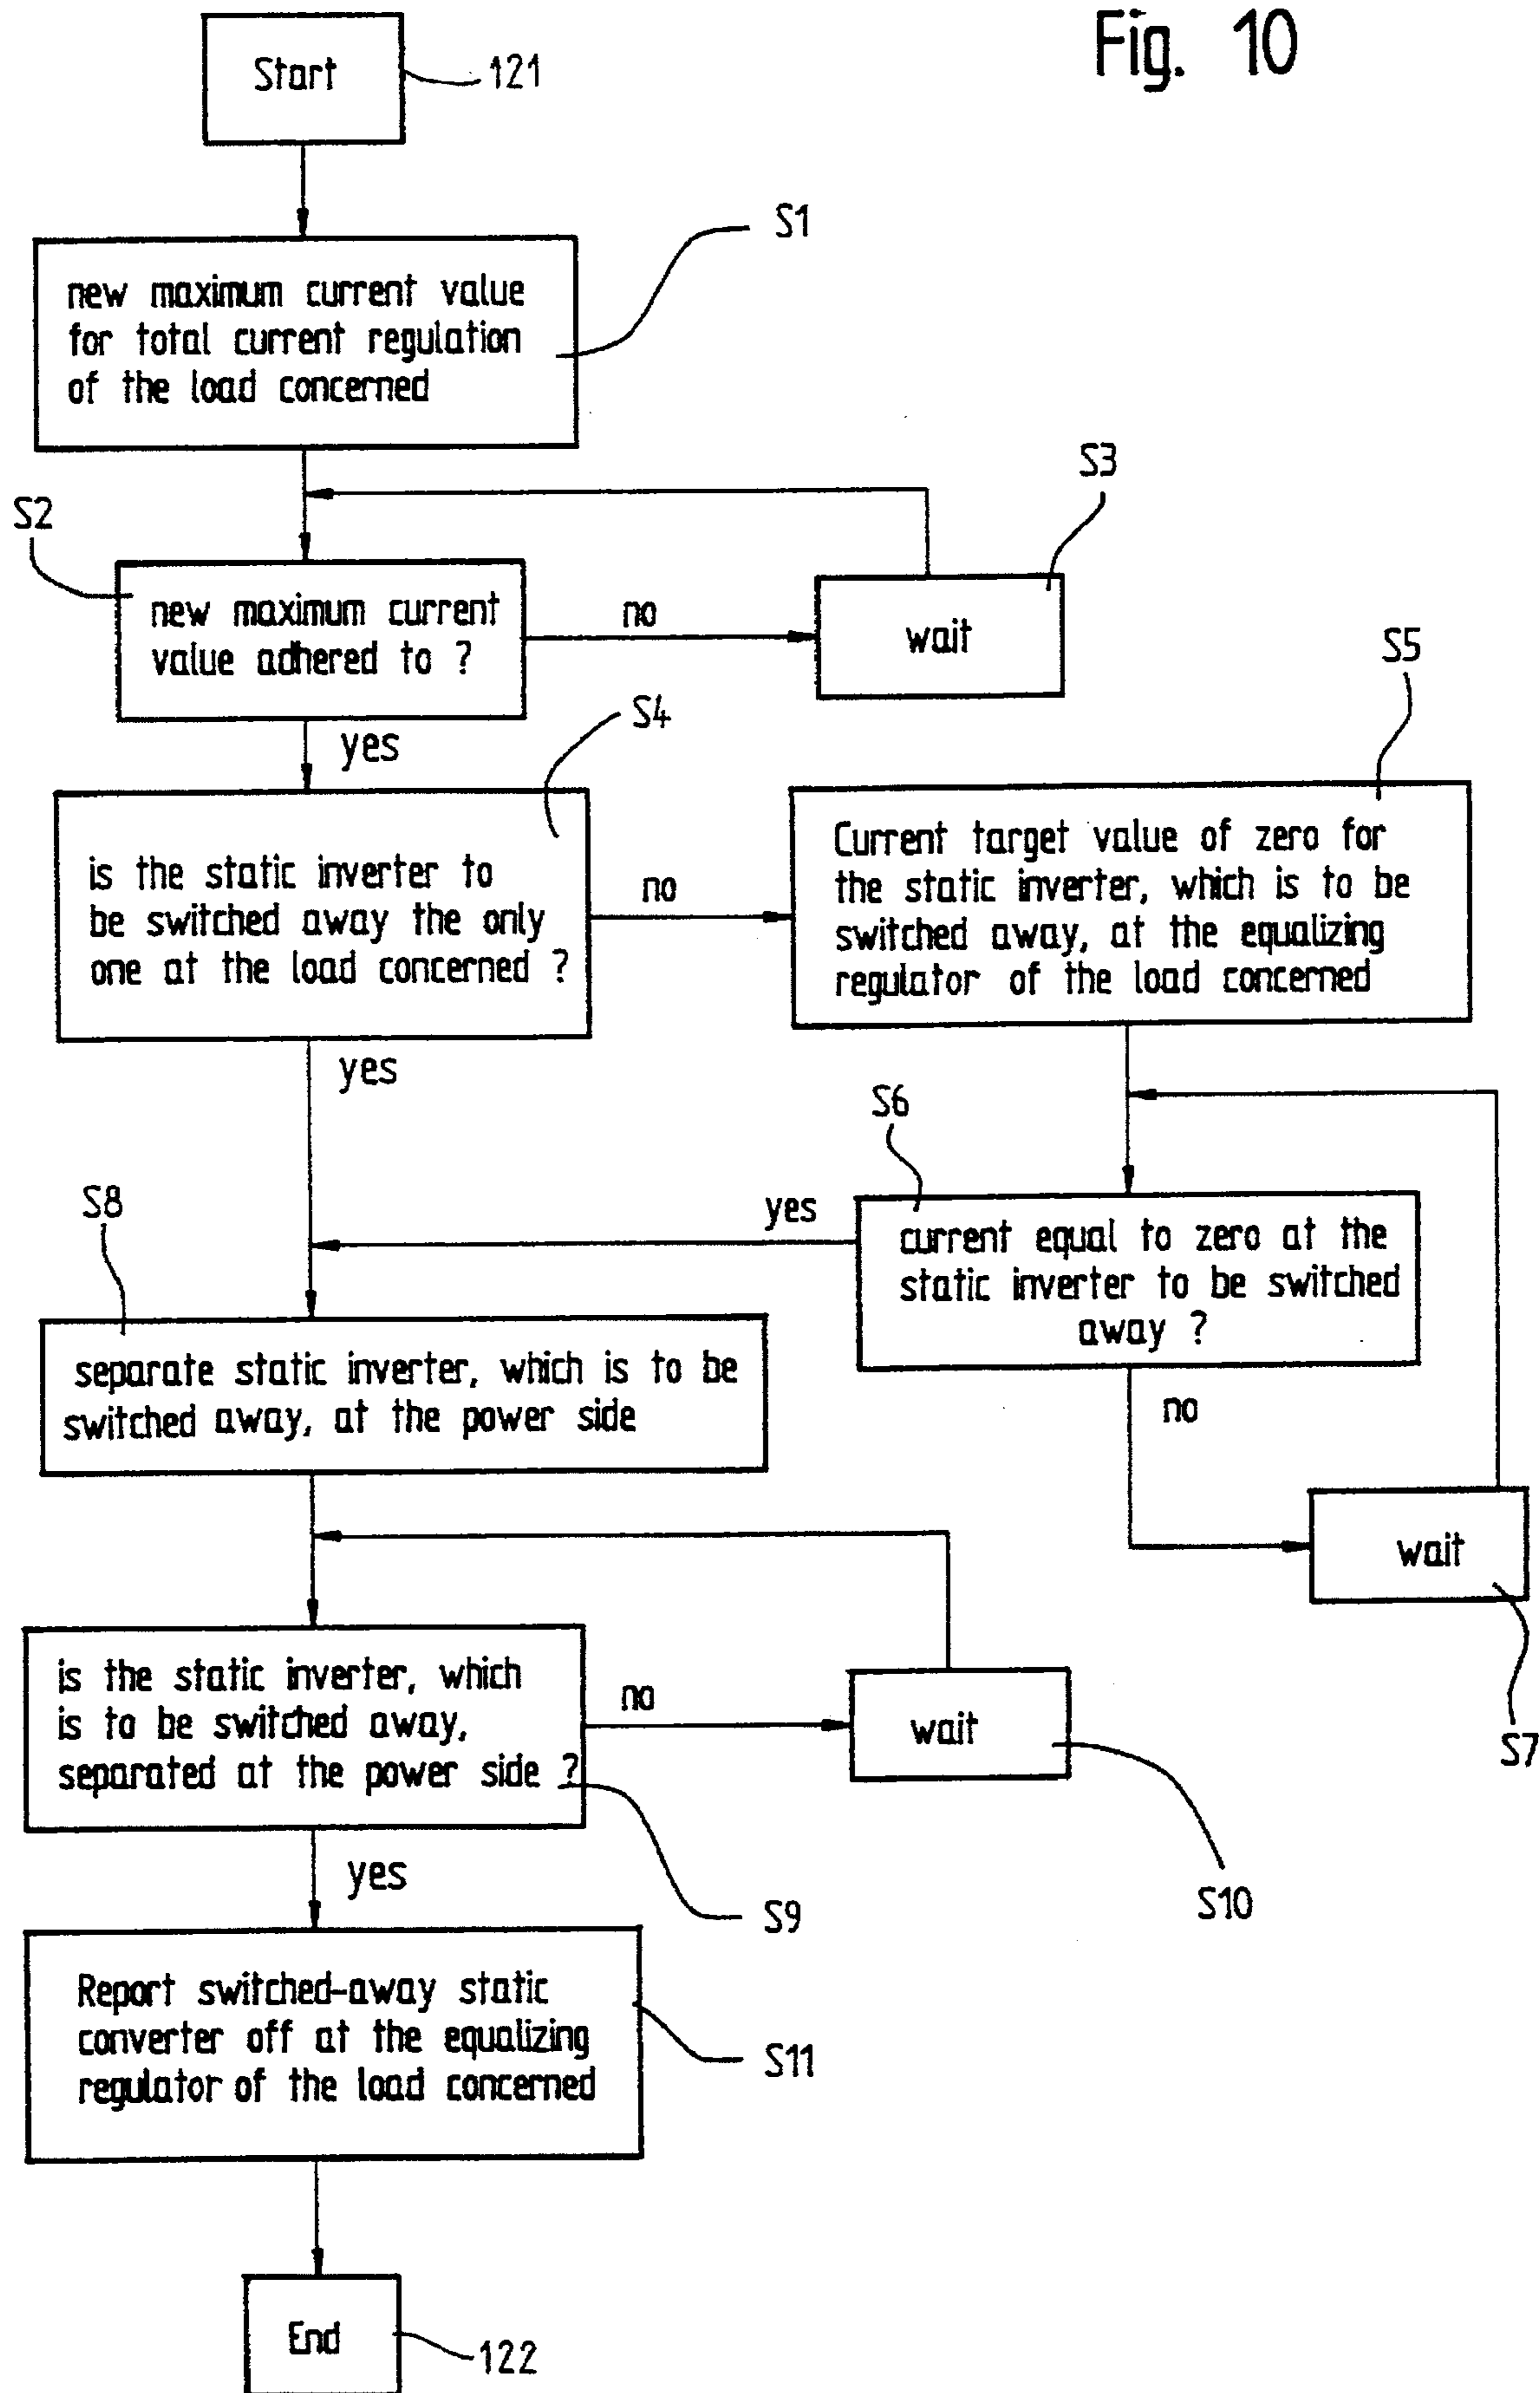 Fig. 10
Start
121
S1
new maximum current value
for total current regulation
of the load concerned
S3
S2
new maximum current
value adhered to ?
no
wait
yes
S4
S5
is the static inverter to
be switched away the only
one at the load concerned ?
no
Current target value of zero for
the static inverter, which is to be
switched away, at the equalizing
regulator of the load concerned
yes
S6
S8
yes
current equal to zero at the
static inverter to be switched
away ?
separate static inverter, which is to be
switched away, at the power side
no
wait
S7
is the static inverter, which
is to be switched away,
separated at the power side ?
no
wait
S10
yes
S9
Report switched-away static
converter off at the equalizing
regulator of the load concerned
S11
End
122